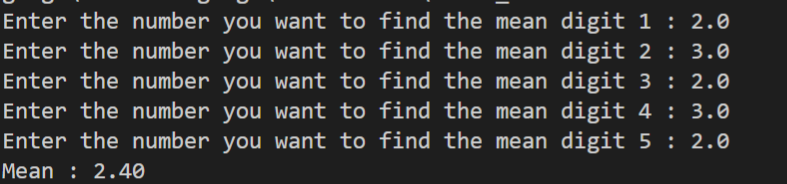 Enter the number you want to find the mean digit 1 : 2.0
Enter the number you want to find the mean digit 2 : 3.0
Enter the number you want to find the mean digit 3 : 2.0
Enter the number you want to find the mean digit 4 : 3.0
Enter the number you want to find the mean digit 5 : 2.0
Mean : 2.40